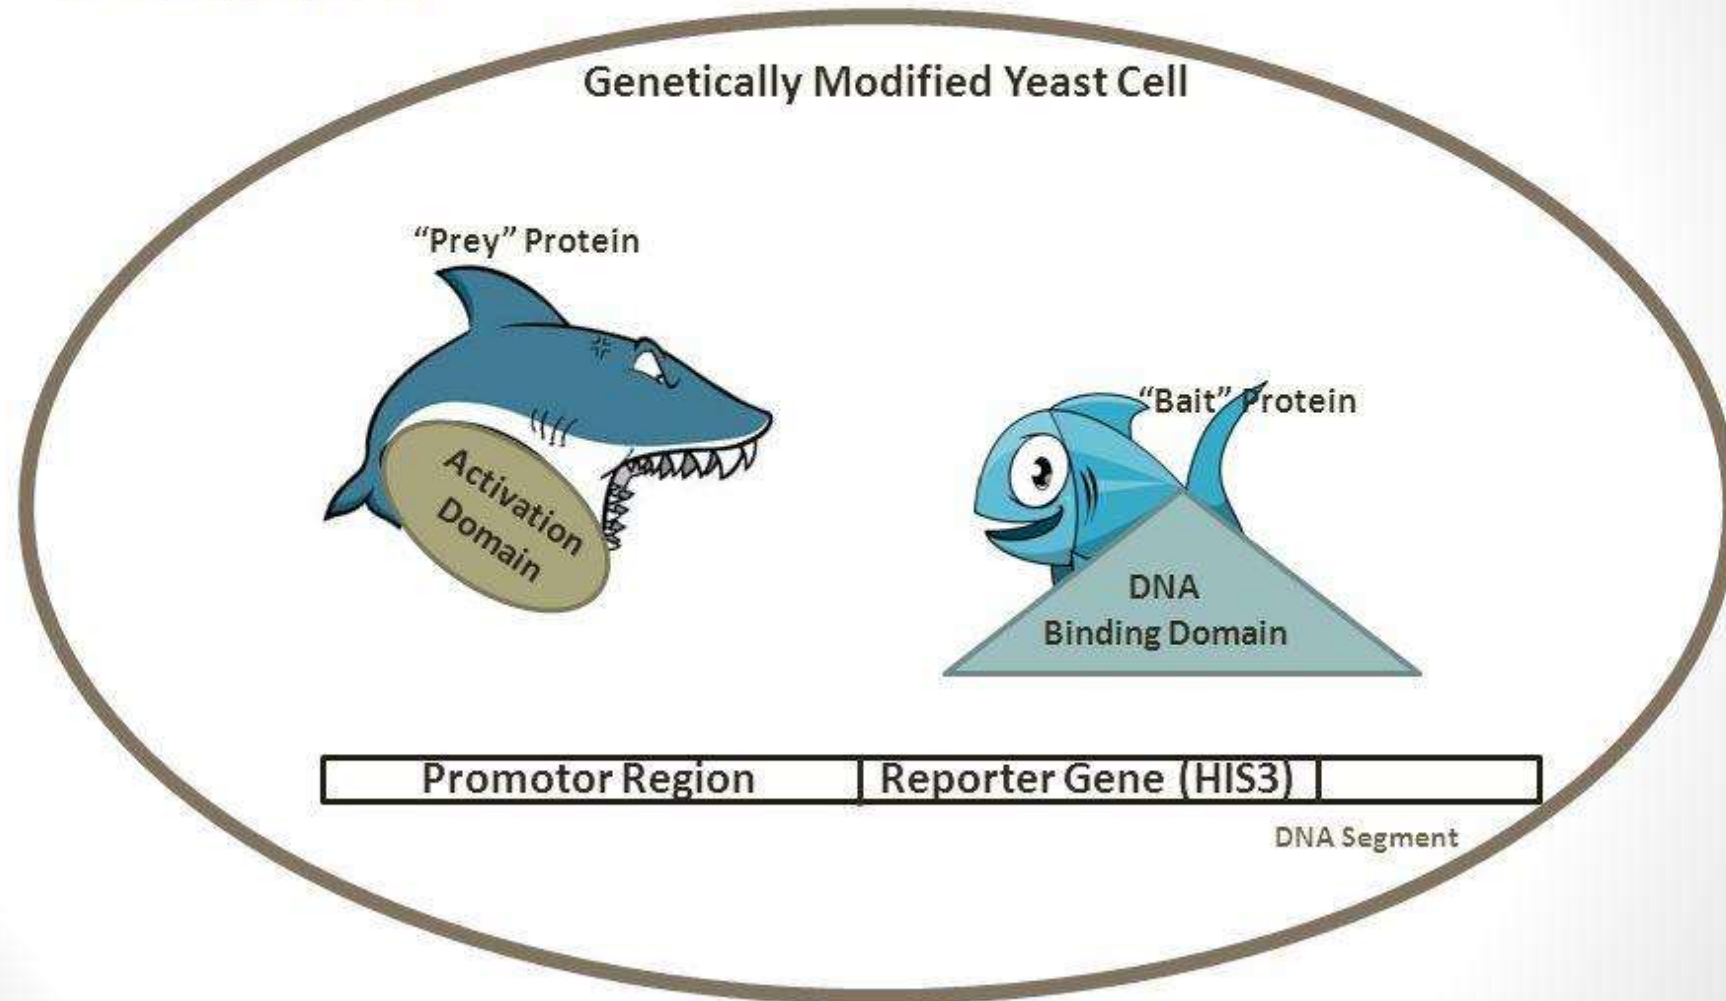 Genetically Modified Yeast Cell
“Prey” Protein
“Bait” Protein
Activation
Domain
DNA
Binding Domain
Promotor Region
Reporter Gene (HIS3)
DNA Segment